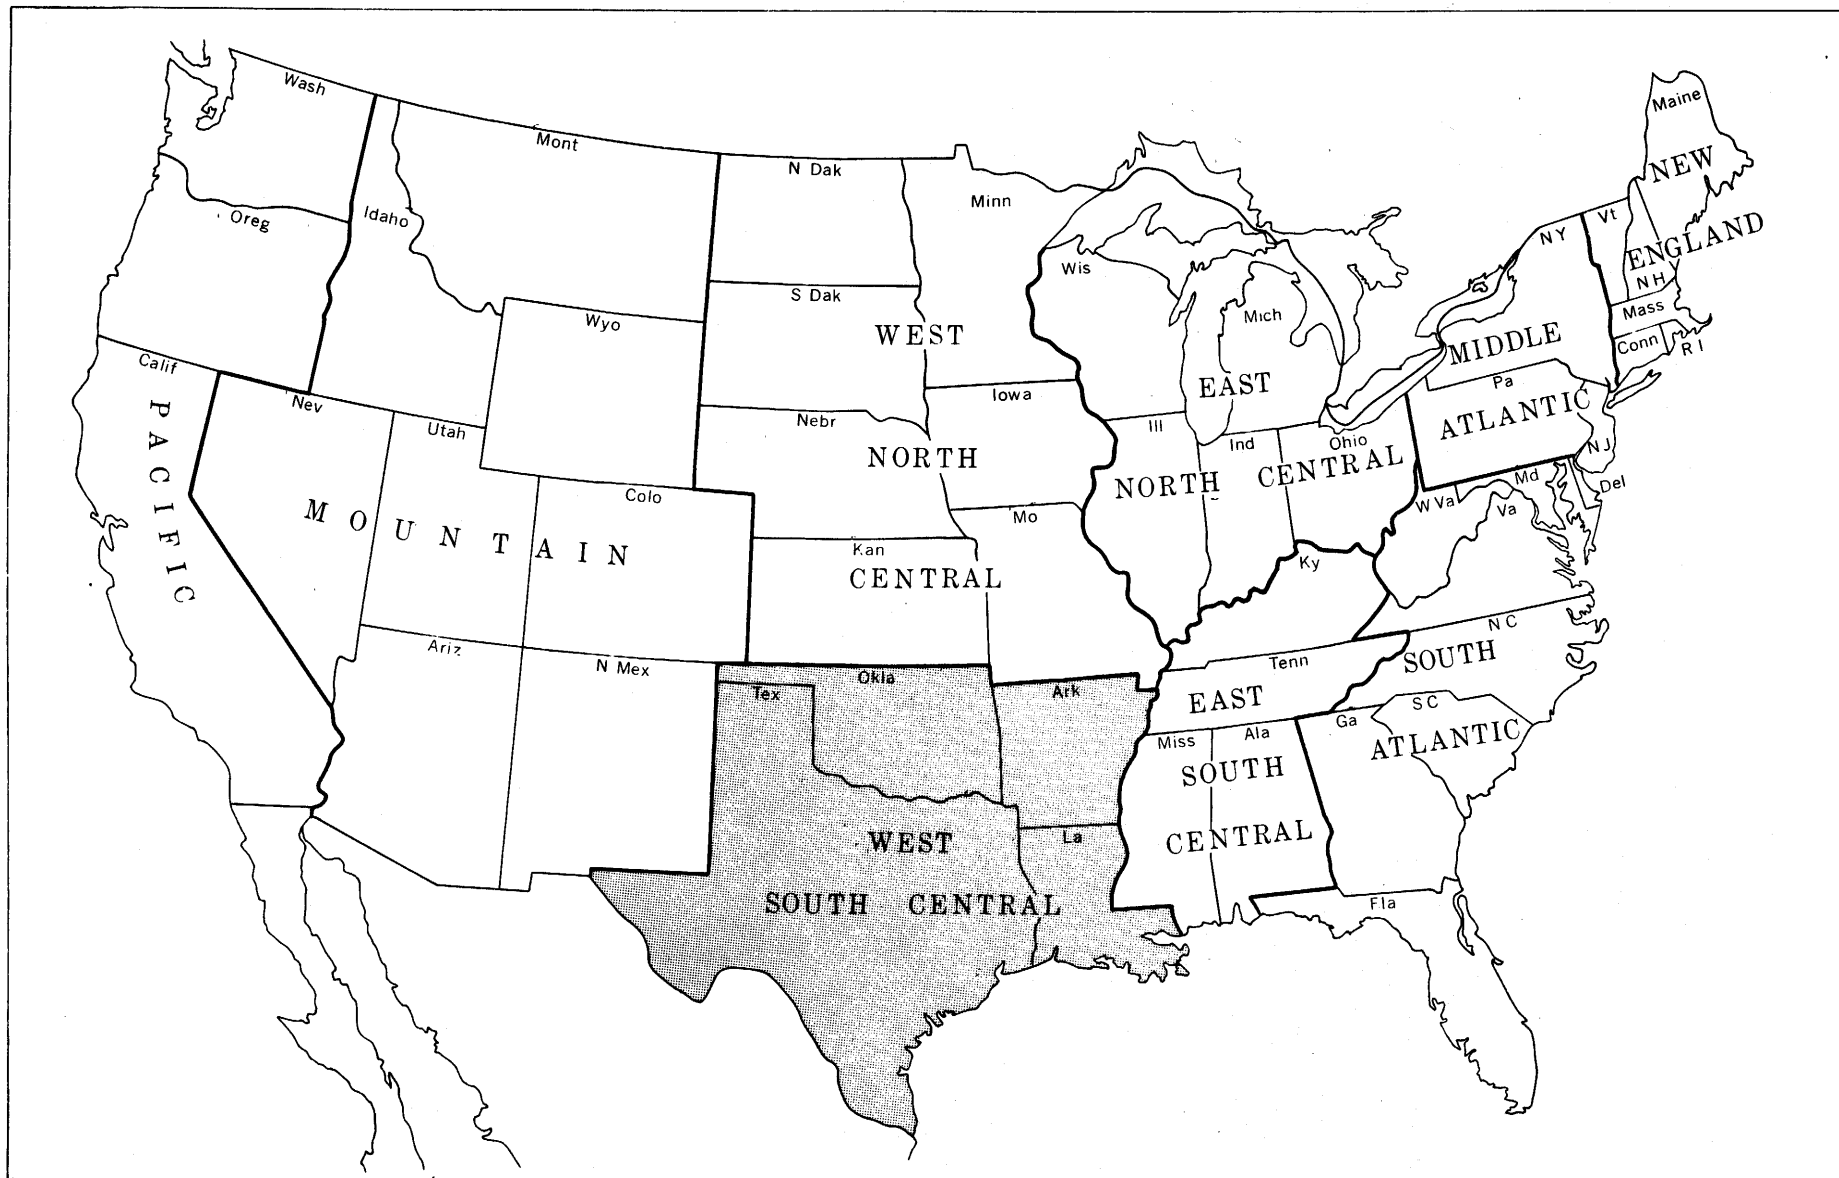 Wash
Mont
N Dak
Minn
Maine
NEW
ENGLAND
Vt
NH
Mass
Conn
R I
Idaho
Oreg
S Dak
Wis
Mich
NY
MIDDLE
Pa
ATLANTIC
NJ
Wyo
WEST
EAST
Calif
Nev
Utah
Nebr
Iowa
Ill
Ind
Ohio
NORTH
NORTH
CENTRAL
PACIFIC
MOUNTAIN
Colo
Mo
Kan
CENTRAL
Ky
W Va
Va
Md
Del
N C
SOUTH
Ariz
N Mex
Okla
Tex
Ark
Tenn
EAST
SC
Ga
ATLANTIC
Miss
Ala
SOUTH
CENTRAL
La
WEST
SOUTH CENTRAL
Fla